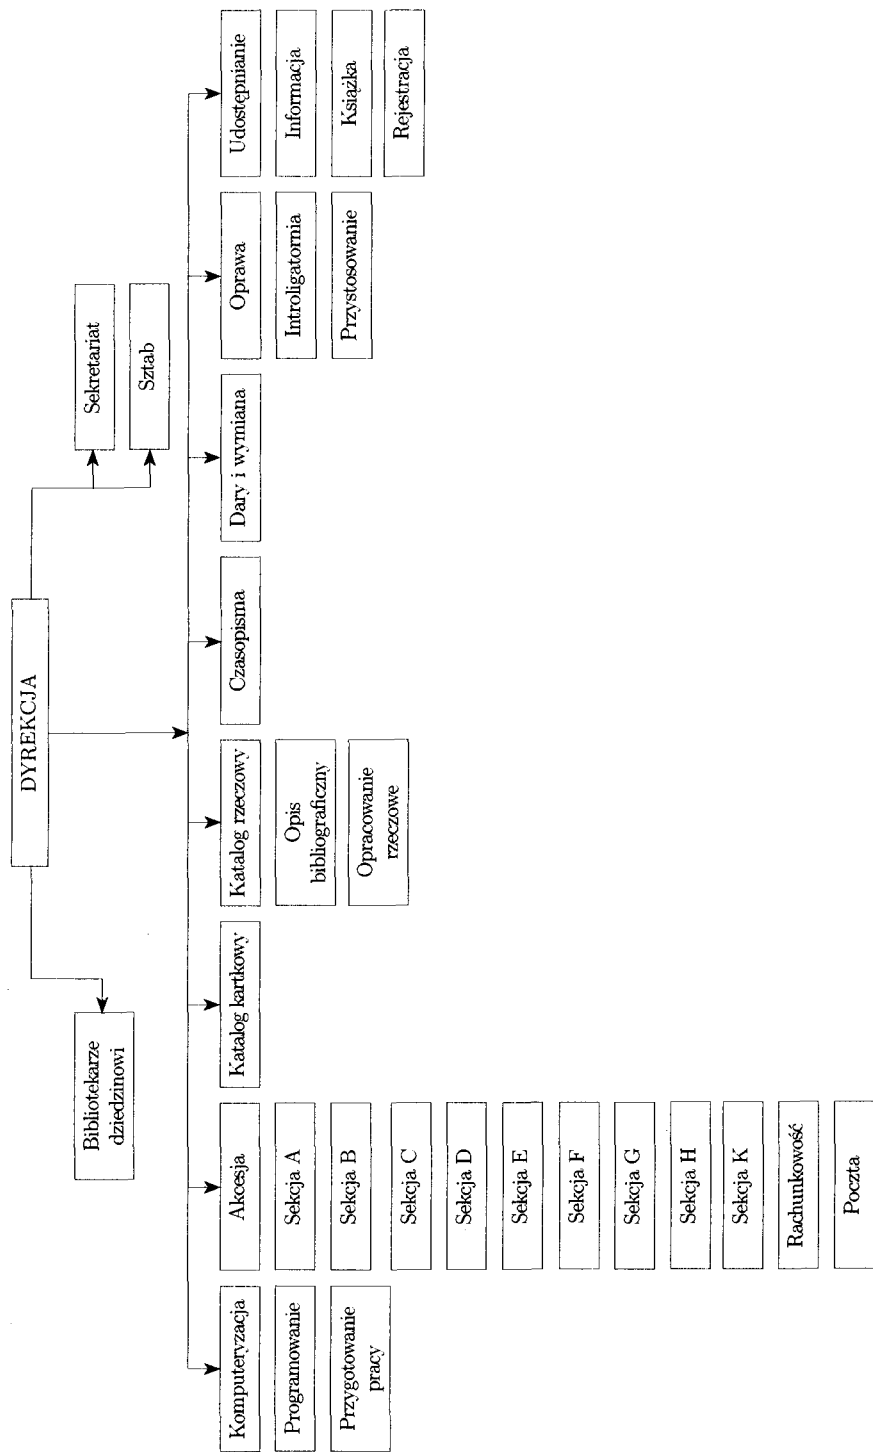 DYREKCJA
Bibliotekarze
dziedzinowi
Sekretariat
Sztab
Komputeryzacja
Programowanie
Przygotowanie
pracy
Akcesja
Sekcja A
Sekcja B
Sekcja C
Sekcja D
Sekcja E
Sekcja F
Sekcja G
Sekcja H
Sekcja K
Rachunkowość
Poczta
Katalog kartkowy
Katalog rzeczowy
Opis
bibliograficzny
Opracowanie
rzeczowe
Czasopisma
Dary i wymiana
Oprawa
Introligatornia
Przystosowanie
Udostępnianie
Informacja
Książka
Rejestracja